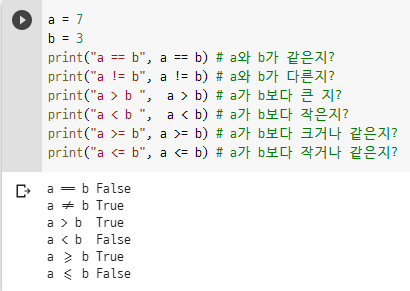 a = 7
b = 3
print("a == b", a == b) # a와 b가 같은지?
print("a != b", a != b) # a와 b가 다른지?
print("a > b ",  a > b) # a가 b보다 큰 지?
print("a < b ",  a < b) # a가 b보다 작은지?
print("a >= b", a >= b) # a가 b보다 크거나 같은지?
print("a <= b", a <= b) # a가 b보다 작거나 같은지?
a == b False
a ≠ b True
a > b  True
a < b  False
a ⩾ b True
a ⩽ b False